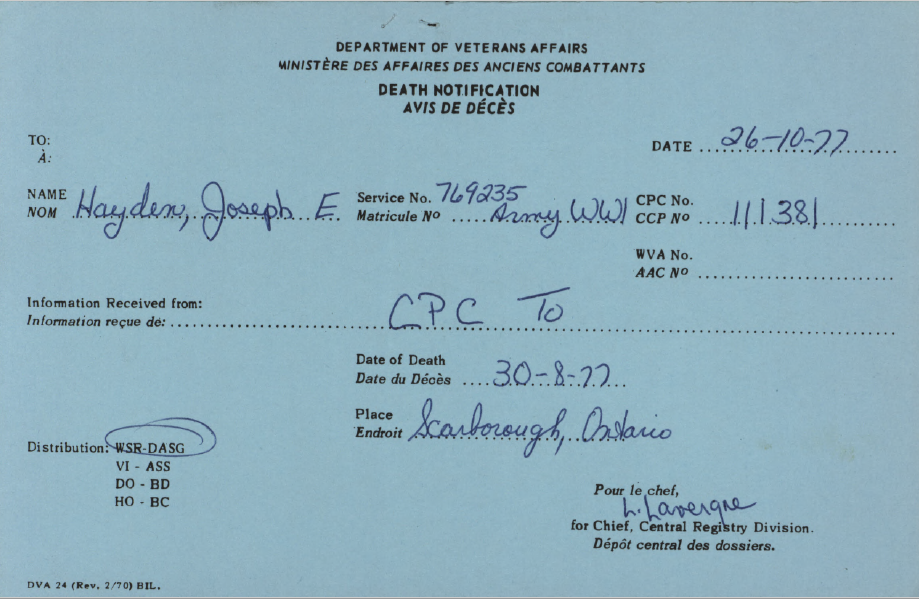 DEPARTMENT OF VETERANS AFFAIRS
MINISTÈRE DES AFFAIRES DES ANCIENS COMBATTANTS
DEATH NOTIFICATION
AVIS DE DÉCÈS
TO:
À:
DATE 26-10-77
NAME
NOM Hayden, Joseph E.
Service No. 769235
Matricule Nº Army WWI
CPC No.
CCP Nº 111381
WVA No.
AAC Nº
Information Received from:
Information reçue de: CPC To
Date of Death
Date du Décès 30-8-77
Place
Endroit Scarborough, Ontario
Distribution: WSR-DASG
VI - ASS
DO - BD
HO - BC
Pour le chef,
L. Lavergne
for Chief, Central Registry Division.
Dépôt central des dossiers.
DVA 24 (Rev. 2/70) BIL.